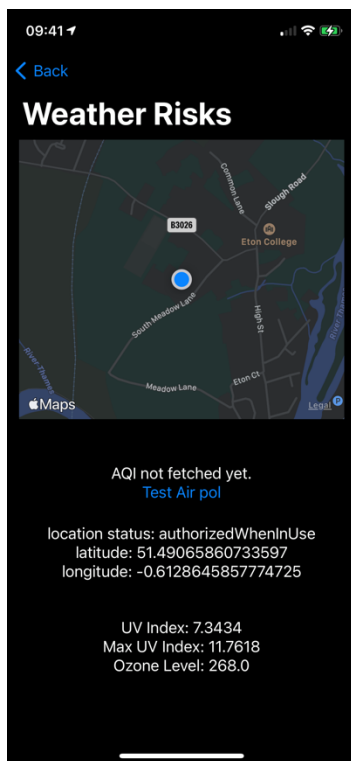 09:41
Back
Weather Risks
Common Lane
Slough Road
B3026
Eton College
South Meadow Lane
High St
River Thames
Meadow Lane
Eton Ct
Maps
Legal
P
AQI not fetched yet.
Test Air pol
location status: authorizedWhenInUse
latitude: 51.49065860733597
longitude: -0.6128645857774725
UV Index: 7.3434
Max UV Index: 11.7618
Ozone Level: 268.0